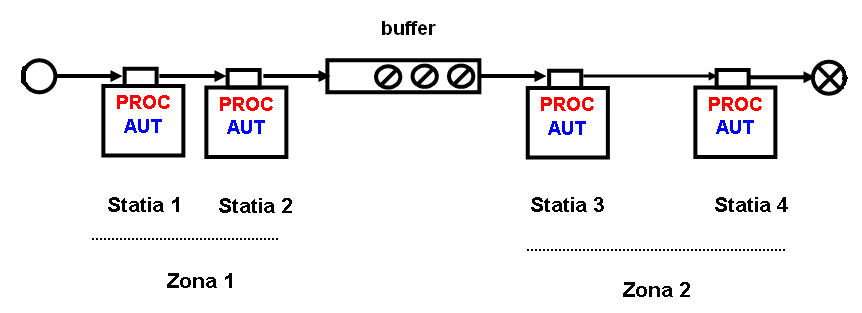 buffer
PROC
AUT
PROC
AUT
PROC
AUT
PROC
AUT
Statia 1
Statia 2
Statia 3
Statia 4
Zona 1
Zona 2